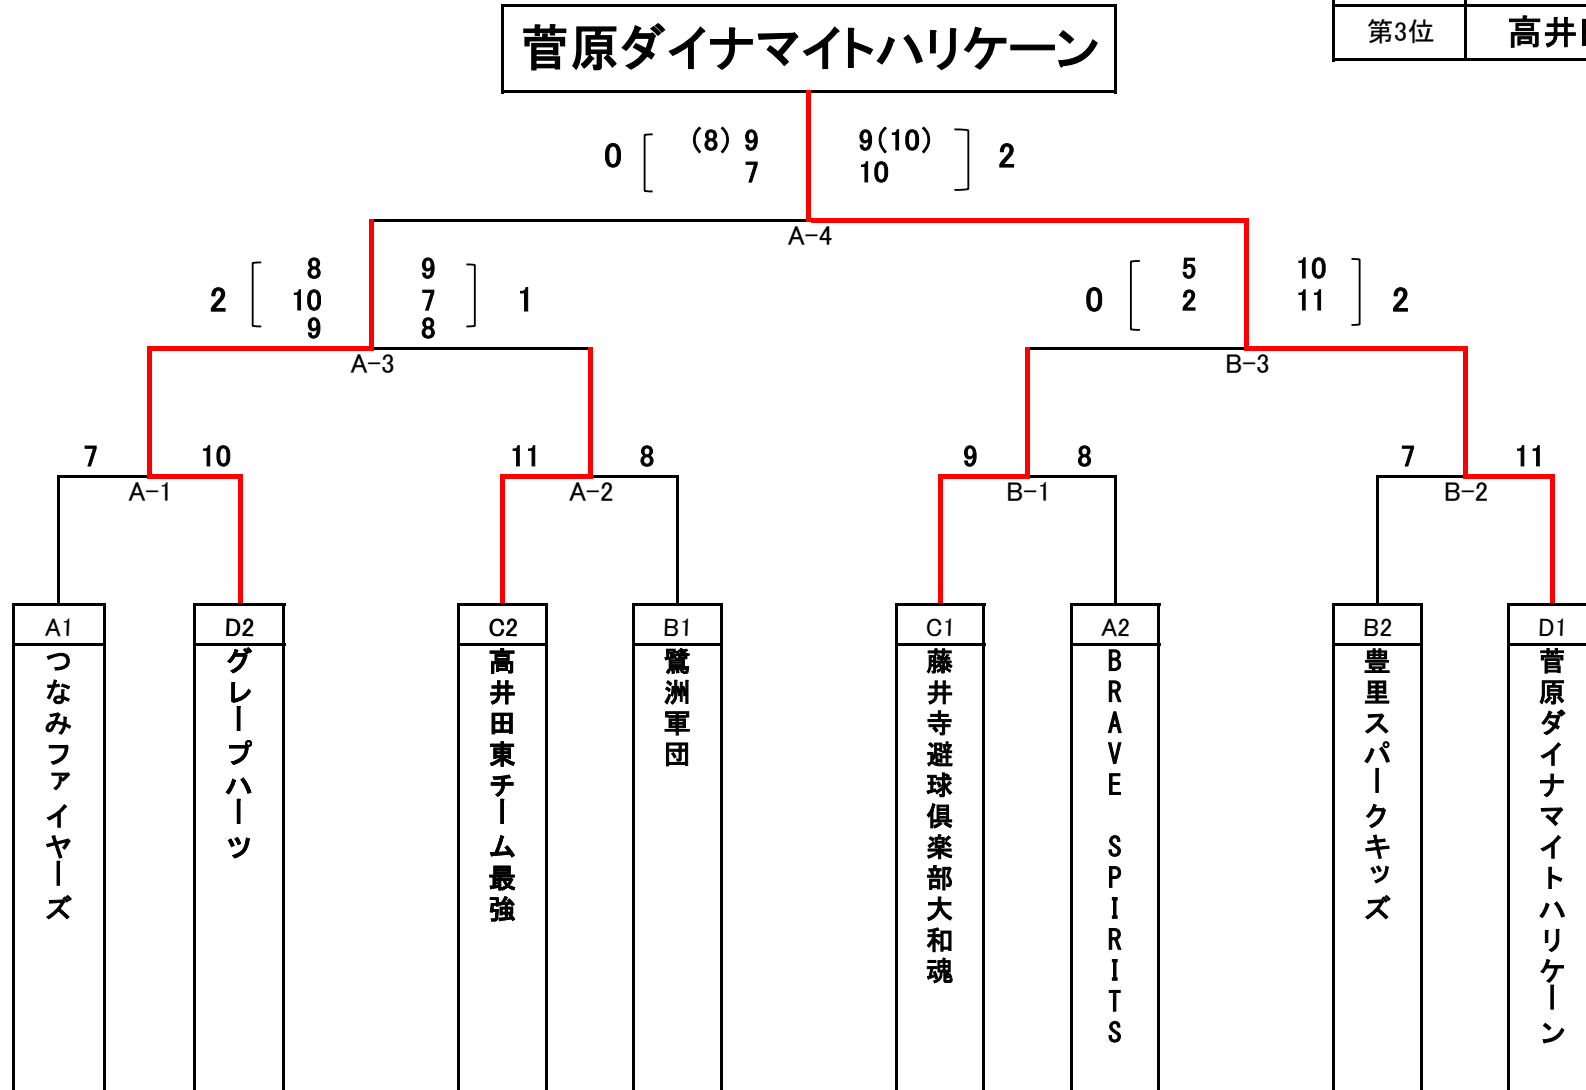 菅原ダイナマイトハリケーン
第3位 高井
0 (8) 9 9(10) 2
7 10
A-4
8 9 5 10
2 10 7 1 0 2 11 2
9 8
A-3 B-3
7 10 11 8 9 8 7 11
A-1 A-2 B-1 B-2
A1 D2 C2 B1 C1 A2 B2 D1
つなみファイヤーズ
グレープハーツ
高井田東チーム最強
鷺洲軍団
藤井寺避球倶楽部大和魂
BRAVE SPIRITS
豊里スパークキッズ
菅原ダイナマイトハリケーン